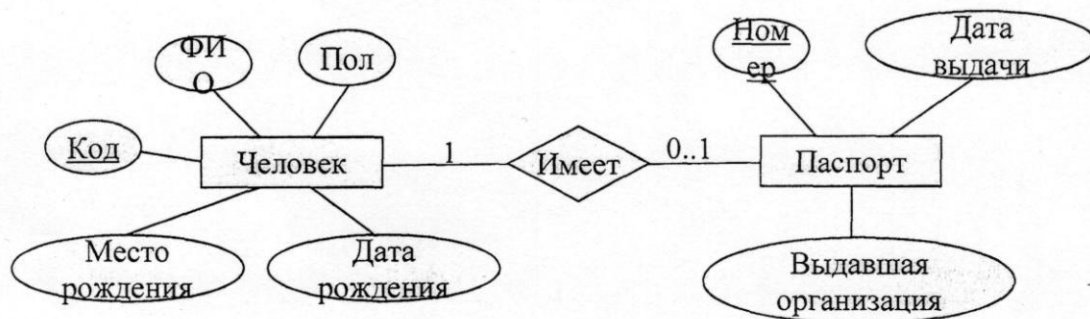 ФИ
О
Пол
Ном
ер
Дата
выдачи
Код
Человек
1
Имеет
0..1
Паспорт
Место
рождения
Дата
рождения
Выдавшая
организация